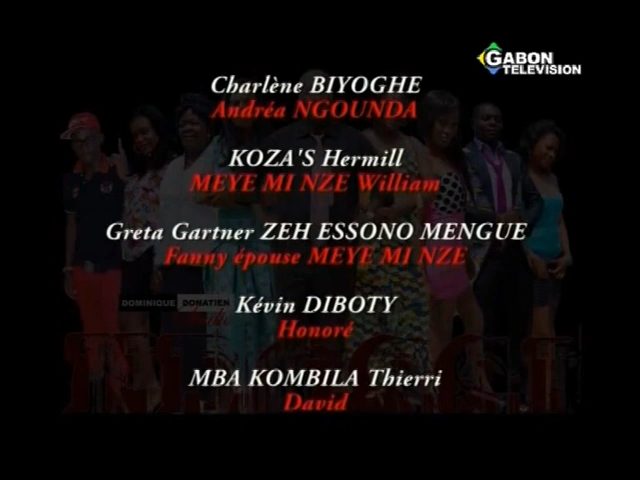 GABON
TELEVISION
Charlène BIYOGHE
Andréa NGOUNDA
KOZA'S Hermill
MEYE MI NZE William
Greta Gartner ZEH ESSONO MENGUE
Fanny épouse MEYE MI NZE
DOMINIQUE DONATIEN
Kévin DIBOTY
Honoré
MBA KOMBILA Thierri
David